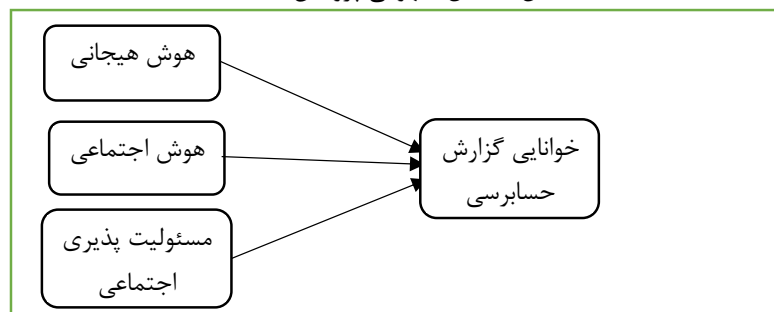 هوش هیجانی
هوش اجتماعی
مسئولیت پذیری
اجتماعی
خوانایی گزارش
حسابرسی